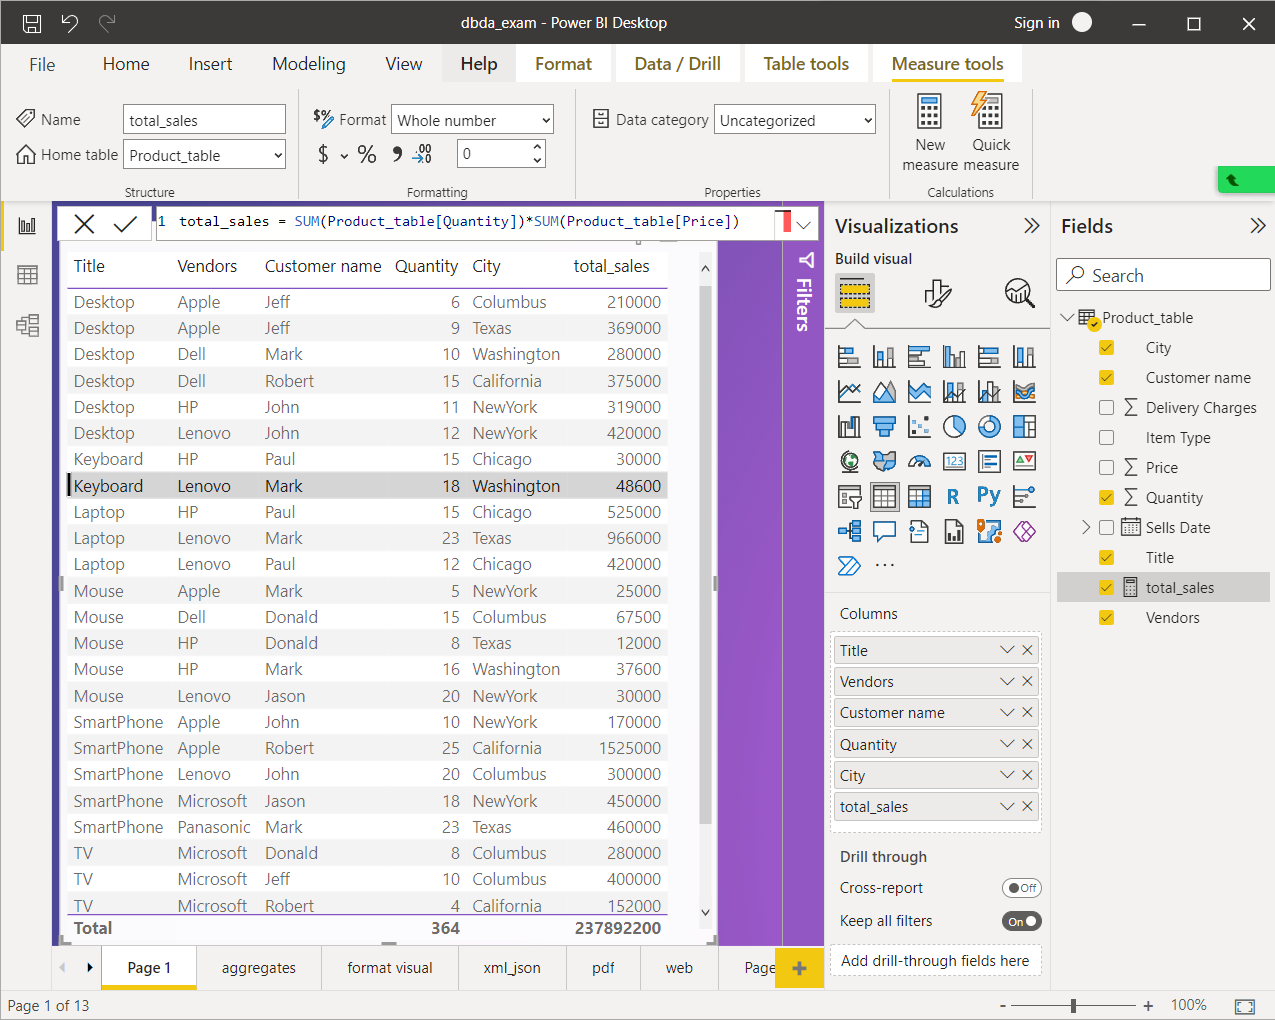 dbda_exam - Power BI Desktop
Sign in
File Home Insert Modeling View Help Format Data / Drill Table tools Measure tools
Name total_sales
Home table Product_table
Structure
Format Whole number
$ % 0
Formatting
Data category Uncategorized
Properties
New measure
Quick measure
Calculations
1 total_sales = SUM(Product_table[Quantity])*SUM(Product_table[Price])
Title Vendors Customer name Quantity City total_sales
Desktop Apple Jeff 6 Columbus 210000
Desktop Apple Jeff 9 Texas 369000
Desktop Dell Mark 10 Washington 280000
Desktop Dell Robert 15 California 375000
Desktop HP John 11 NewYork 319000
Desktop Lenovo John 12 NewYork 420000
Keyboard HP Paul 15 Chicago 30000
Keyboard Lenovo Mark 18 Washington 48600
Laptop HP Paul 15 Chicago 525000
Laptop Lenovo Mark 23 Texas 966000
Laptop Lenovo Paul 12 Chicago 420000
Mouse Apple Mark 5 NewYork 25000
Mouse Dell Donald 15 Columbus 67500
Mouse HP Donald 8 Texas 12000
Mouse HP Mark 16 Washington 37600
Mouse Lenovo Jason 20 NewYork 30000
SmartPhone Apple John 10 NewYork 170000
SmartPhone Apple Robert 25 California 1525000
SmartPhone Lenovo John 20 Columbus 300000
SmartPhone Microsoft Jason 18 NewYork 450000
SmartPhone Panasonic Mark 23 Texas 460000
TV Microsoft Donald 8 Columbus 280000
TV Microsoft Jeff 10 Columbus 400000
TV Microsoft Robert 4 California 152000
Total 364 237892200
Filters
Visualizations
Build visual
123
R Py
...
Columns
Title
Vendors
Customer name
Quantity
City
total_sales
Drill through
Cross-report Off
Keep all filters On
Add drill-through fields here
Fields
Search
Product_table
City
Customer name
Σ Delivery Charges
Item Type
Σ Price
Σ Quantity
Sells Date
Title
total_sales
Vendors
Page 1 aggregates format visual xml_json pdf web Page +
Page 1 of 13
- + 100%